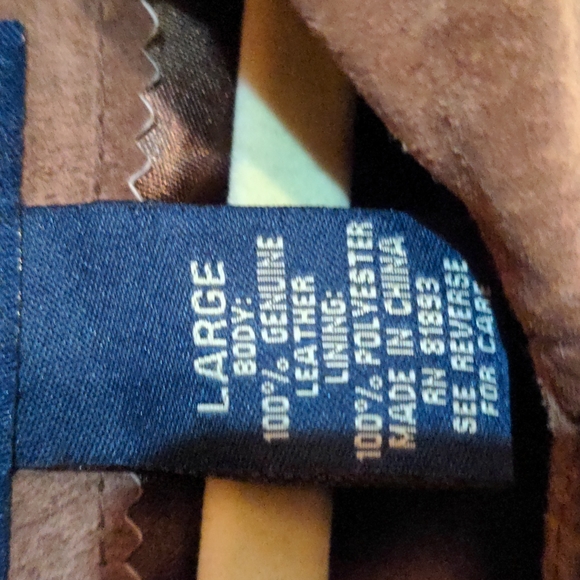 LARGE
BODY:
100% GENUINE
LEATHER
LINING:
100% POLYESTER
MADE IN CHINA
RN 81893
SEE REVERSE
FOR CARE